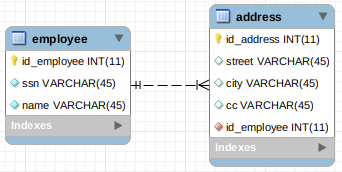 employee
id_employee INT(11)
ssn VARCHAR(45)
name VARCHAR(45)
Indexes
address
id_address INT(11)
street VARCHAR(45)
city VARCHAR(45)
cc VARCHAR(45)
id_employee INT(11)
Indexes